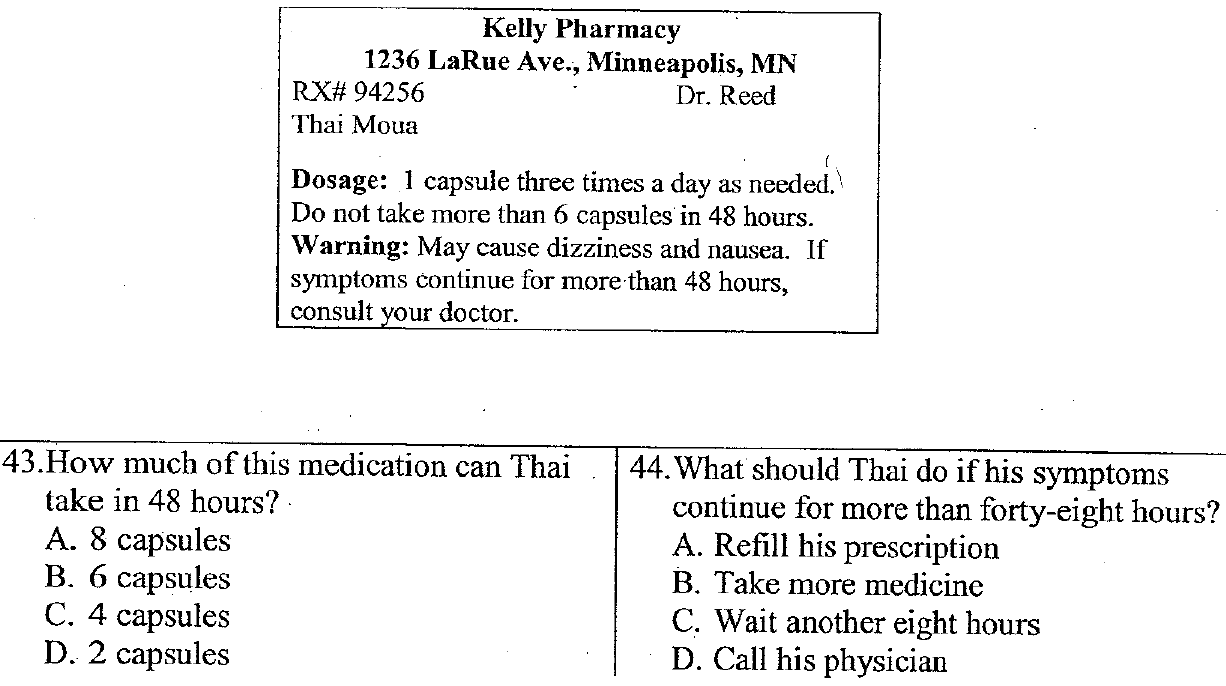 Kelly Pharmacy
1236 LaRue Ave., Minneapolis, MN
RX# 94256 Dr. Reed
Thai Moua
Dosage: 1 capsule three times a day as needed.
Do not take more than 6 capsules in 48 hours.
Warning: May cause dizziness and nausea. If
symptoms continue for more than 48 hours,
consult your doctor.
43. How much of this medication can Thai
take in 48 hours?
A. 8 capsules
B. 6 capsules
C. 4 capsules
D. 2 capsules
44. What should Thai do if his symptoms
continue for more than forty-eight hours?
A. Refill his prescription
B. Take more medicine
C. Wait another eight hours
D. Call his physician